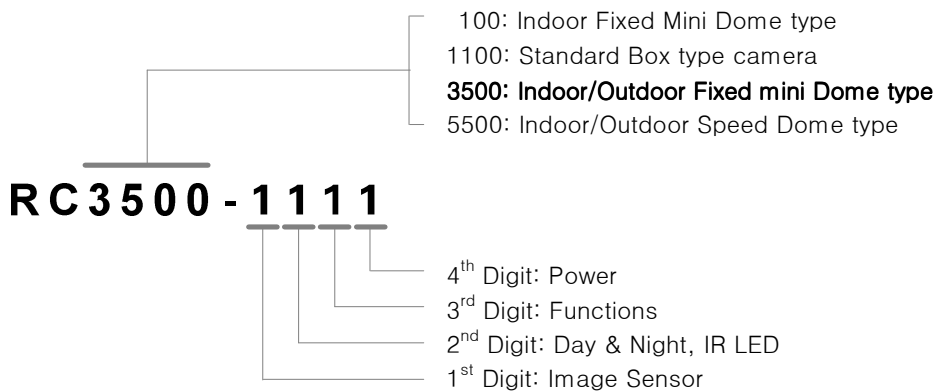 100: Indoor Fixed Mini Dome type
1100: Standard Box type camera
3500: Indoor/Outdoor Fixed mini Dome type
5500: Indoor/Outdoor Speed Dome type
RC3500-1111
4th Digit: Power
3rd Digit: Functions
2nd Digit: Day & Night, IR LED
1st Digit: Image Sensor